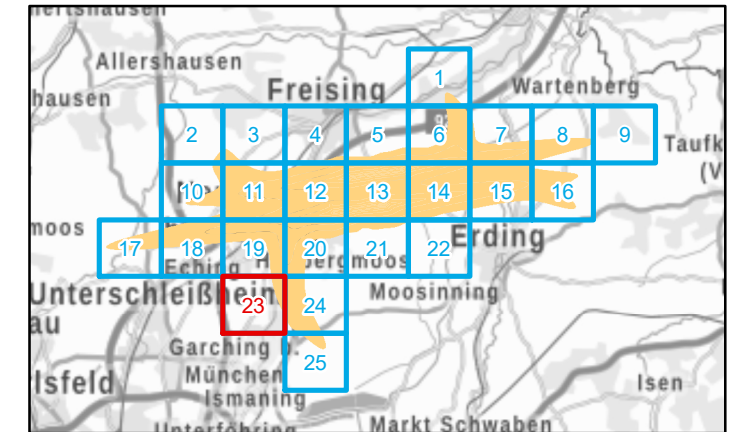 Allershausen
hausen
Freising
1
Wartenberg
2 3 4 5 6 7 8 9
Taufk
(V
10 11 12 13 14 15 16
moos
17 18 19 20 21 22
Erding
Eching
ergmoos
Unterschleißheim
23 24
Moosinning
au
Garching b.
München
25
lsfeld
Ismaning
Isen
Markt Schwaben
Unterföhring